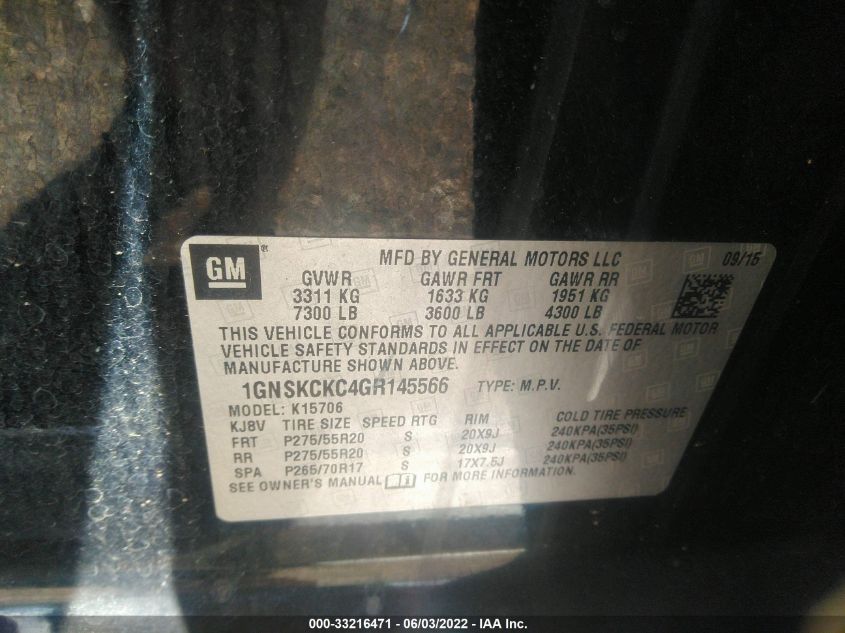 GM
MFD BY GENERAL MOTORS LLC 09/15
GVWR GAWR FRT GAWR RR
3311 KG 1633 KG 1951 KG
7300 LB 3600 LB 4300 LB
THIS VEHICLE CONFORMS TO ALL APPLICABLE U.S. FEDERAL MOTOR
VEHICLE SAFETY STANDARDS IN EFFECT ON THE DATE OF
MANUFACTURE SHOWN ABOVE.
1GNSKCKC4GR145566 TYPE: M.P.V.
MODEL: K15706
KJ8V TIRE SIZE SPEED RTG RIM COLD TIRE PRESSURE
FRT P275/55R20 S 20X9J 240KPA(35PSI)
RR P275/55R20 S 20X9J 240KPA(35PSI)
SPA P265/70R17 S 17X7.5J 240KPA(35PSI)
SEE OWNER'S MANUAL FOR MORE INFORMATION.
000-33216471 - 06/03/2022 - IAA Inc.